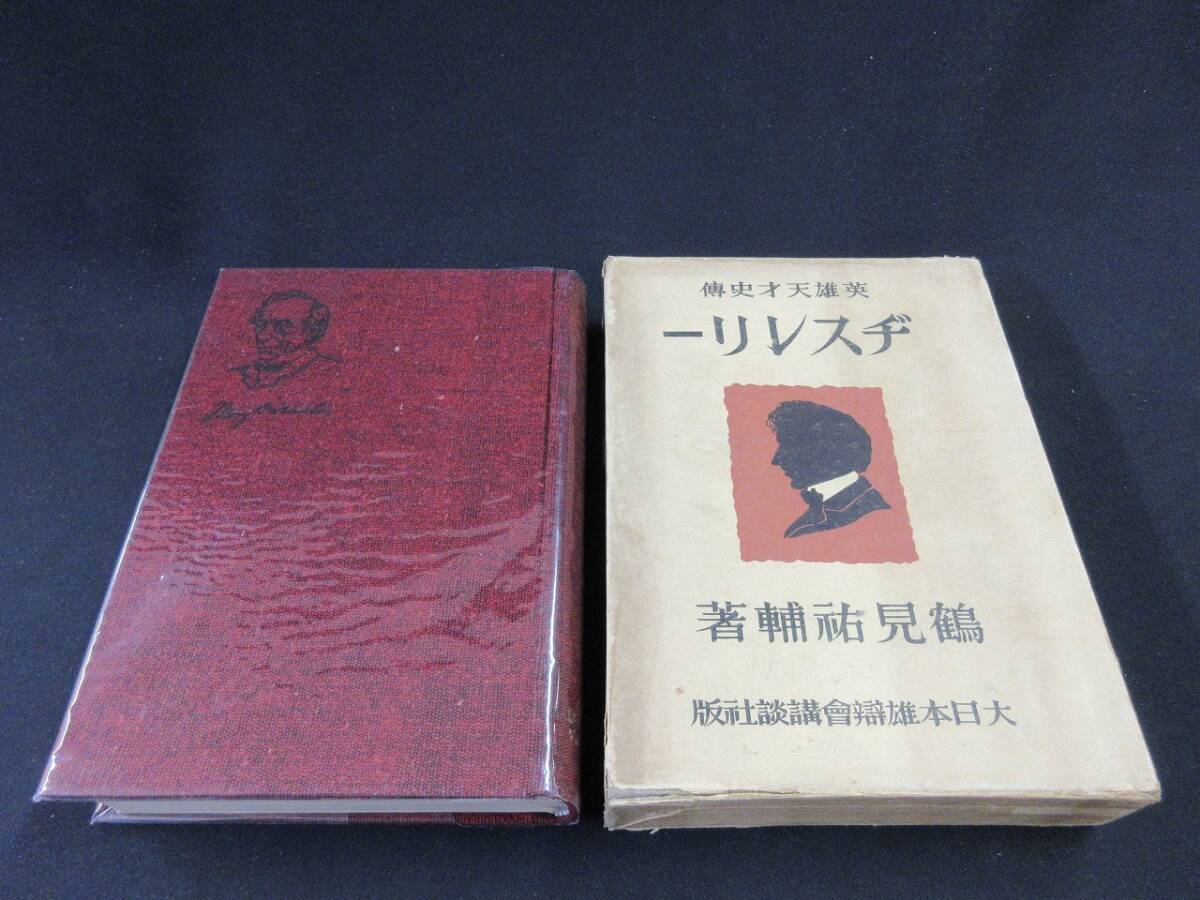 英雄天才史傳
ヂスレリー
鶴見祐輔著
大日本雄辯會講談社版